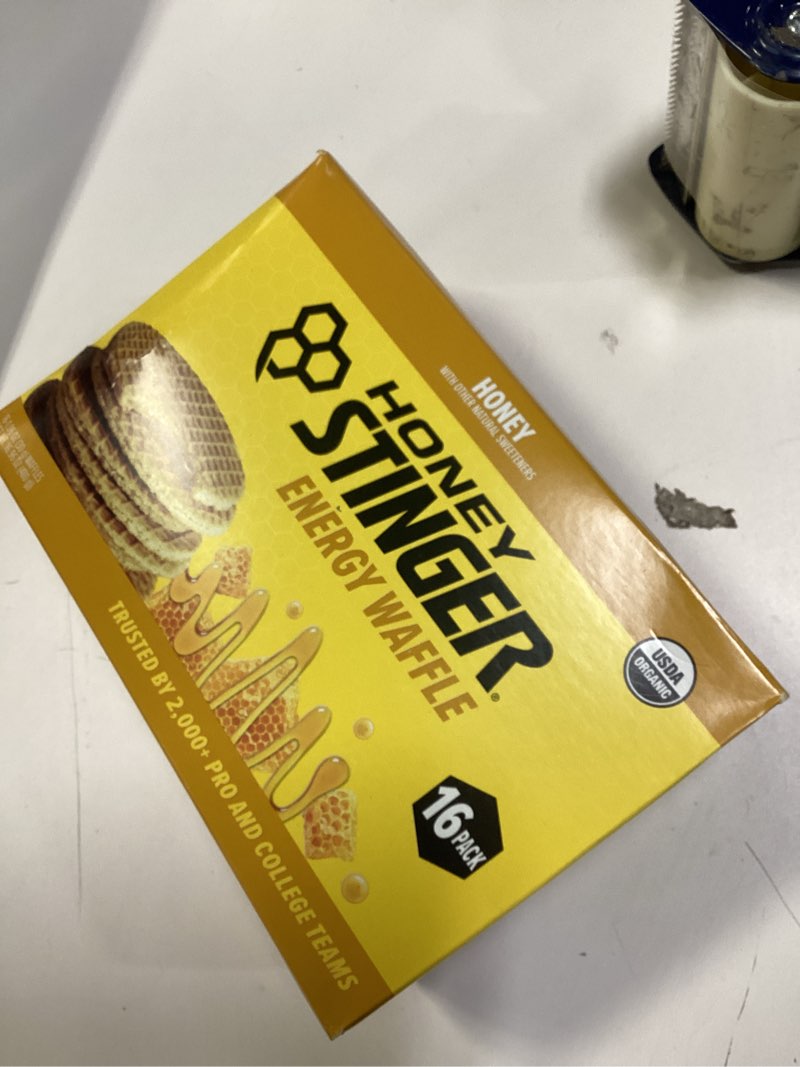 HONEY
WITH OTHER NATURAL SWEETENERS
HONEY
STINGER®
ENERGY WAFFLE
USDA
ORGANIC
16 PACK
TRUSTED BY 2,000+ PRO AND COLLEGE TEAMS